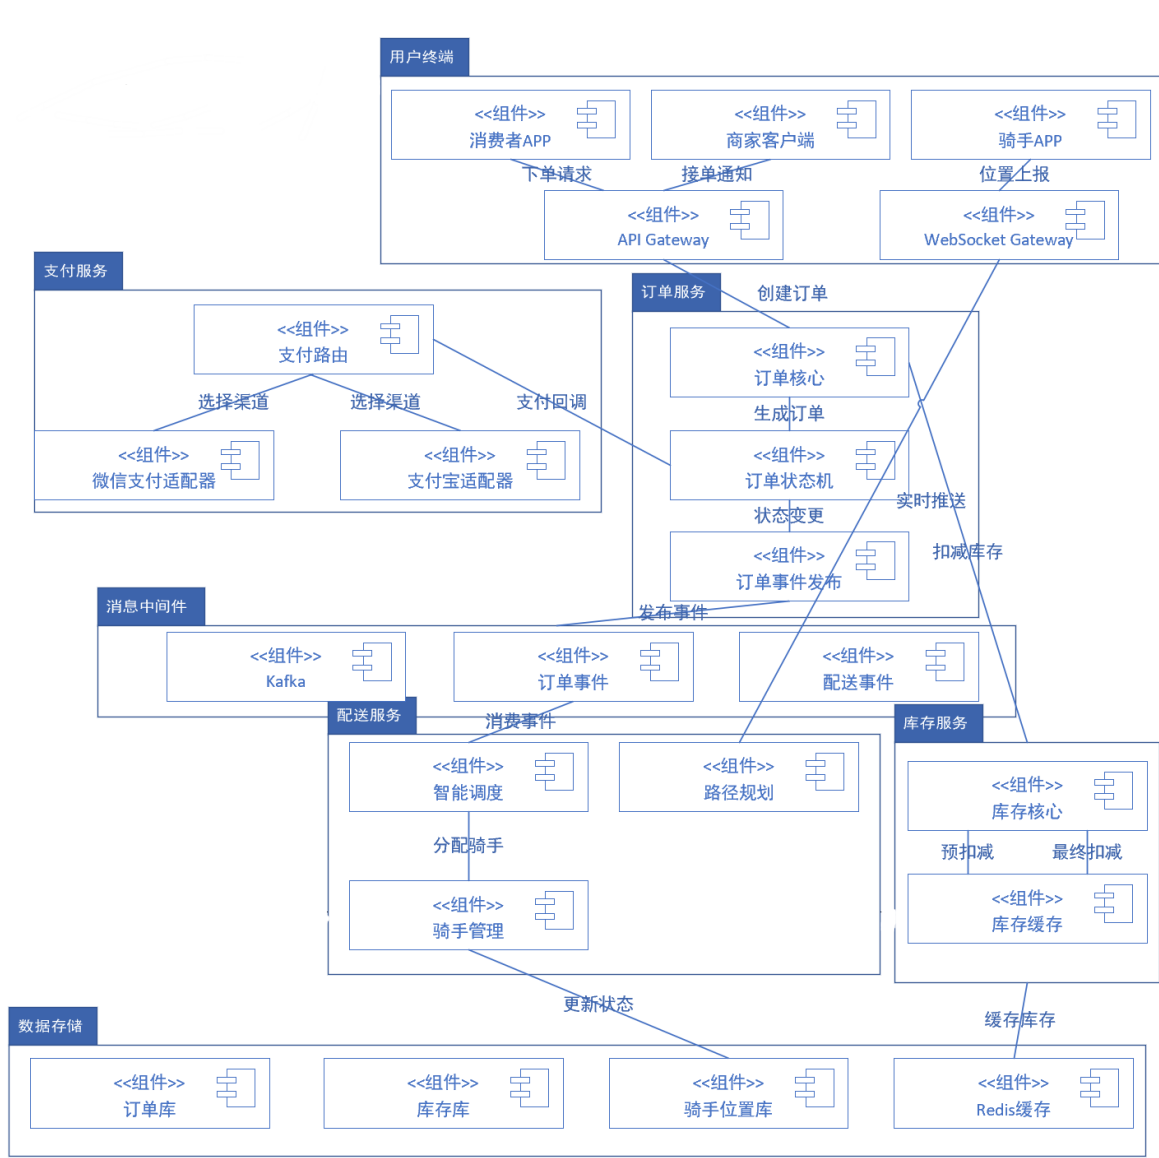 用户终端
<<组件>>
消费者APP
<<组件>>
商家客户端
<<组件>>
骑手APP
下单请求
接单通知
位置上报
<<组件>>
API Gateway
<<组件>>
WebSocket Gateway
支付服务
<<组件>>
支付路由
选择渠道
选择渠道
支付回调
<<组件>>
微信支付适配器
<<组件>>
支付宝适配器
订单服务
创建订单
<<组件>>
订单核心
生成订单
<<组件>>
订单状态机
状态变更
<<组件>>
订单事件发布
实时推送
扣减库存
发布事件
消息中间件
<<组件>>
Kafka
<<组件>>
订单事件
<<组件>>
配送事件
配送服务
消费事件
<<组件>>
智能调度
<<组件>>
路径规划
分配骑手
<<组件>>
骑手管理
库存服务
<<组件>>
库存核心
预扣减
最终扣减
<<组件>>
库存缓存
更新状态
缓存库存
数据存储
<<组件>>
订单库
<<组件>>
库存库
<<组件>>
骑手位置库
<<组件>>
Redis缓存